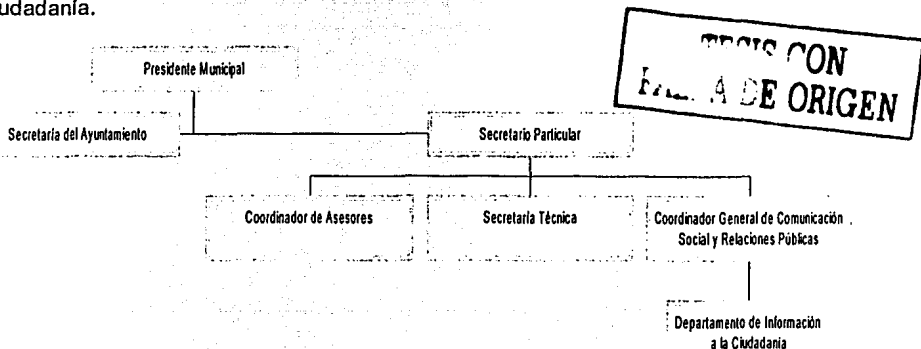 udadanía.
CON
DE ORIGEN
Presidente Municipal
Secretaría del Ayuntamiento
Secretario Particular
Coordinador de Asesores
Secretaría Técnica
Coordinador General de Comunicación
Social y Relaciones Públicas
Departamento de Información
a la Ciudadanía